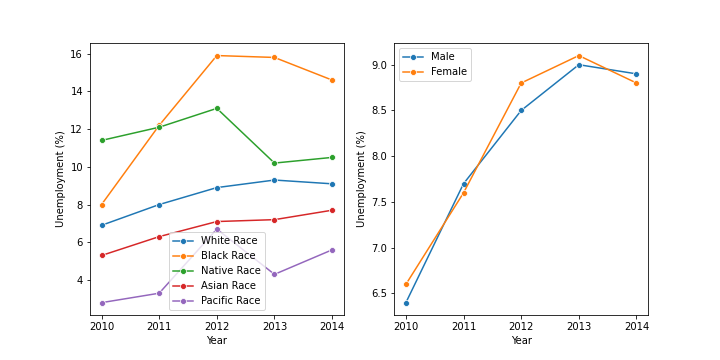 16
14
12
10
8
6
4
Unemployment (%)
White Race
Black Race
Native Race
Asian Race
Pacific Race
2010 2011 2012 2013 2014
Year
9.0
8.5
8.0
7.5
7.0
6.5
Unemployment (%)
Male
Female
2010 2011 2012 2013 2014
Year